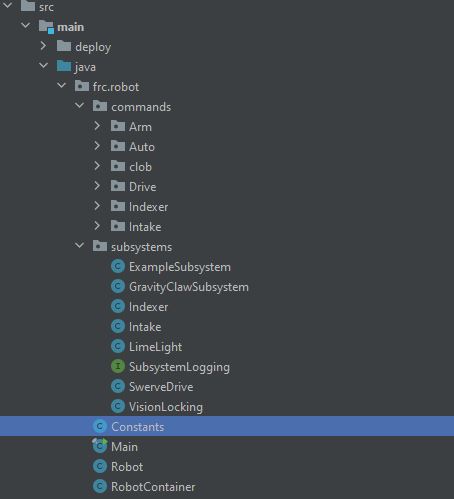 src
main
deploy
java
frc.robot
commands
Arm
Auto
clob
Drive
Indexer
Intake
subsystems
C ExampleSubsystem
C GravityClawSubsystem
C Indexer
C Intake
C LimeLight
I SubsystemLogging
C SwerveDrive
C VisionLocking
C Constants
C Main
C Robot
C RobotContainer